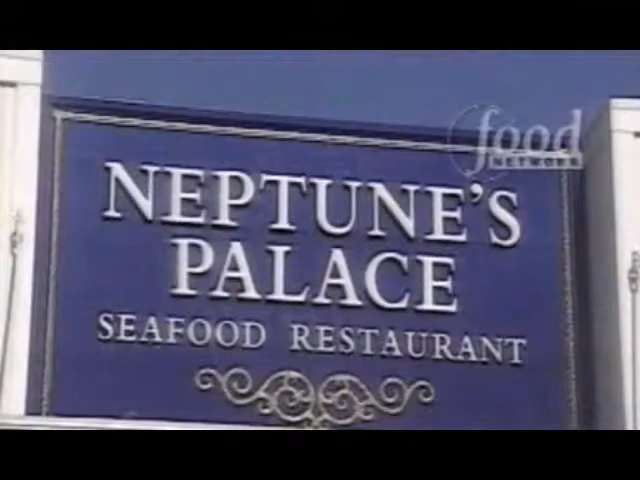 food
NETWORK
NEPTUNE'S
PALACE
SEAFOOD RESTAURANT